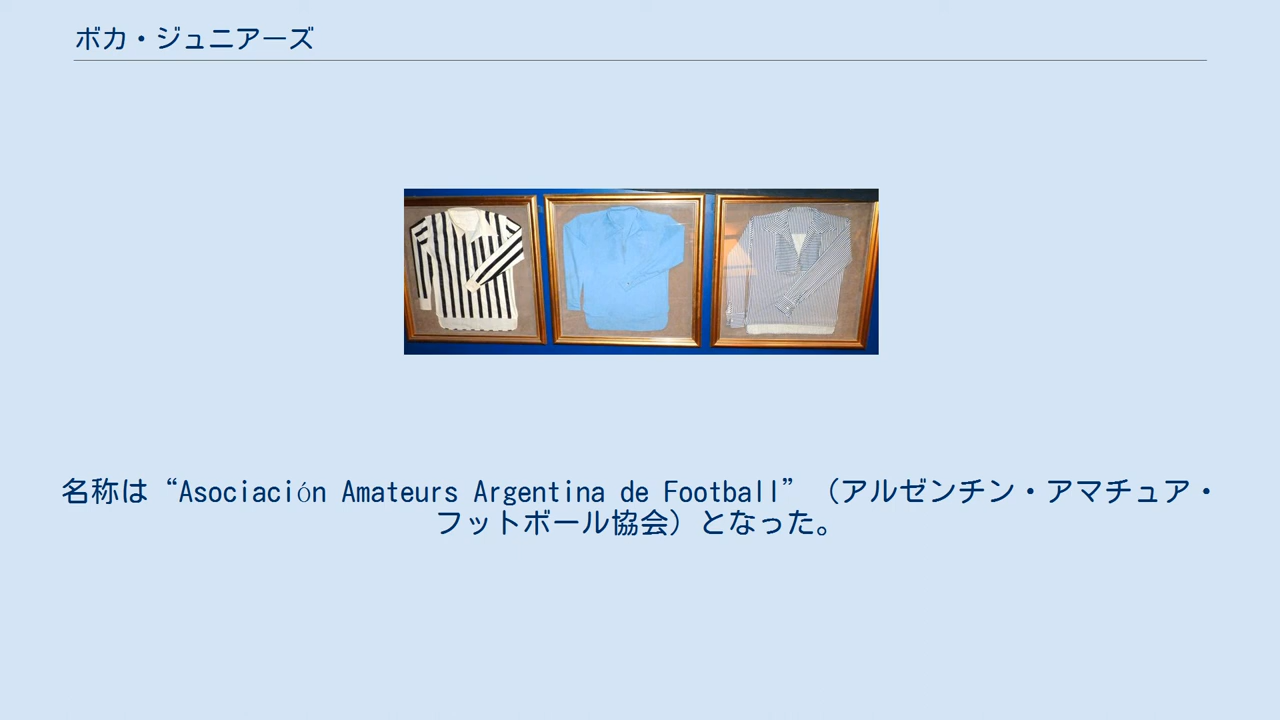 ボカ・ジュニアーズ
名称は“Asociación Amateurs Argentina de Football”（アルゼンチン・アマチュア・
フットボール協会）となった。